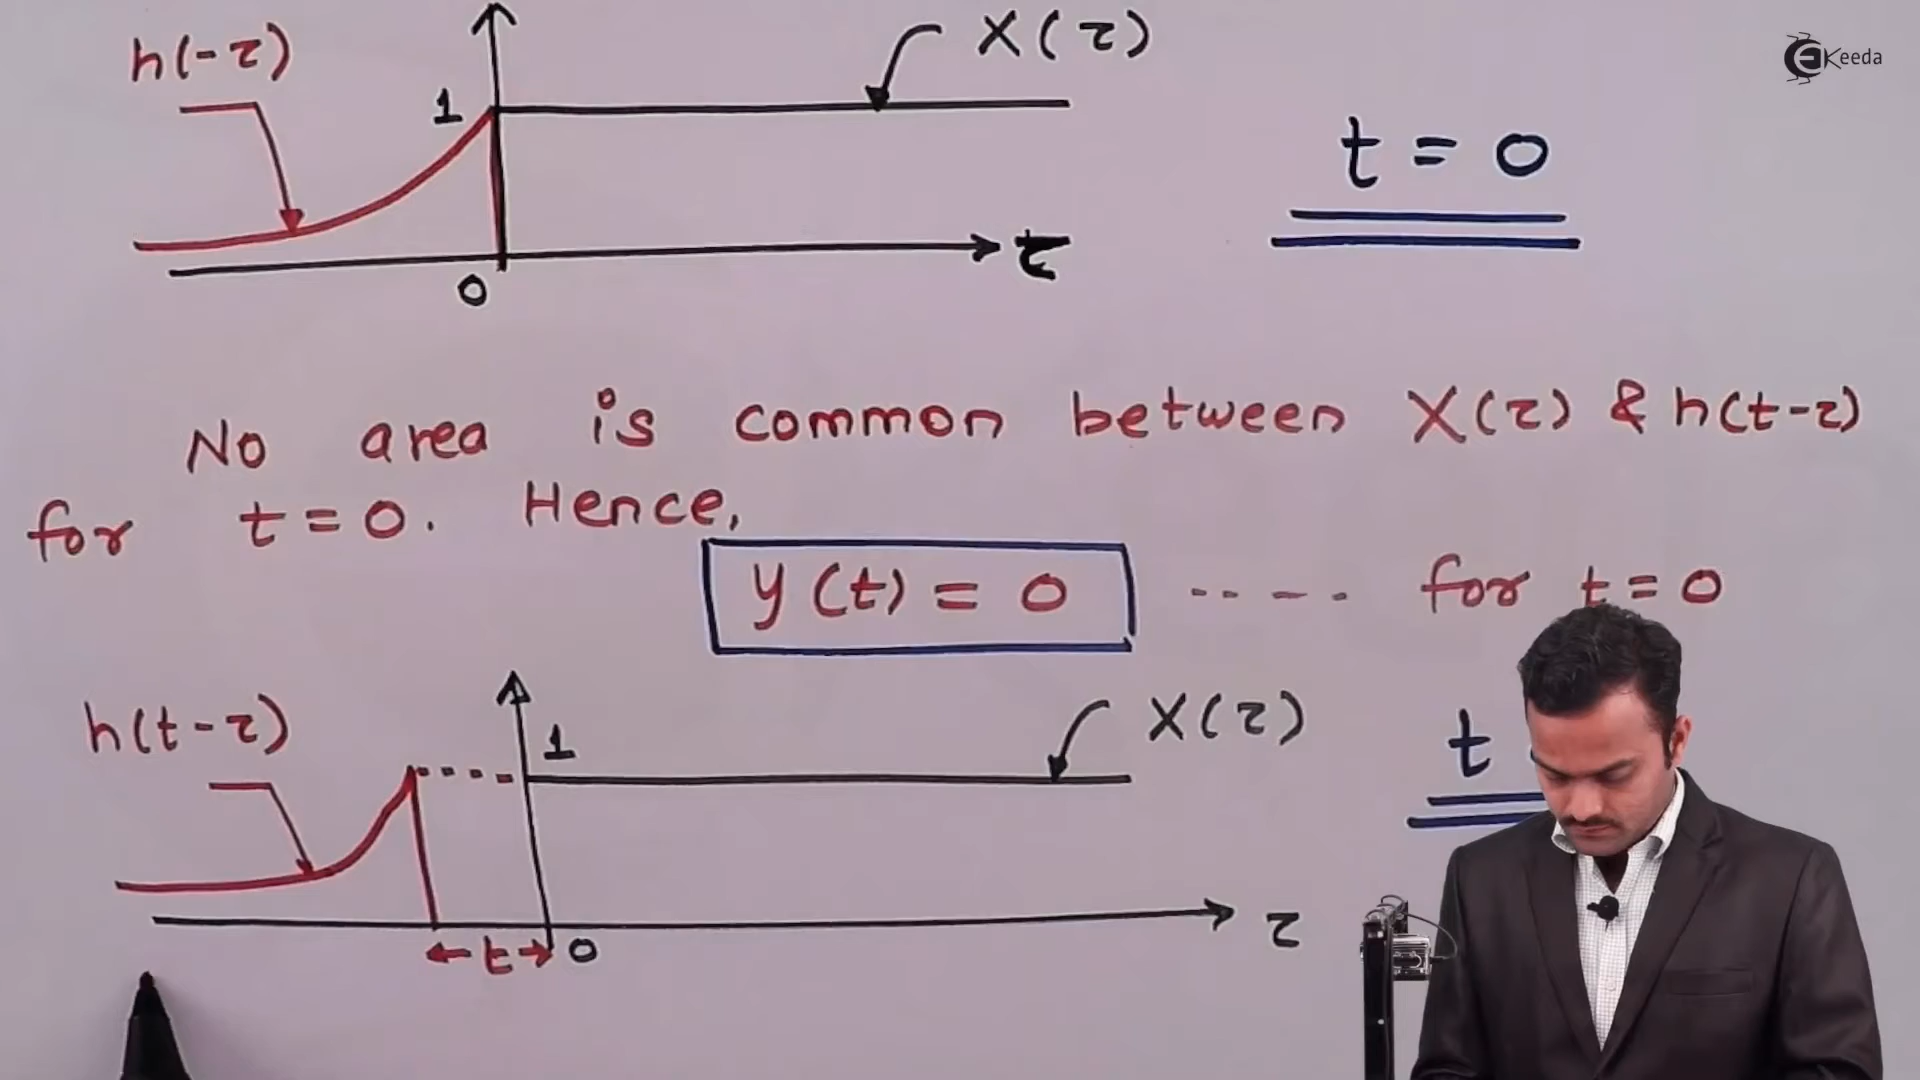 h(-τ)
X(τ)
EKeeda
1
t = 0
τ
0
No area is common between X(τ) & h(t-τ)
for t=0. Hence,
y(t) = 0 ----- for t=0
h(t-τ)
1
X(τ)
t
t
0
τ